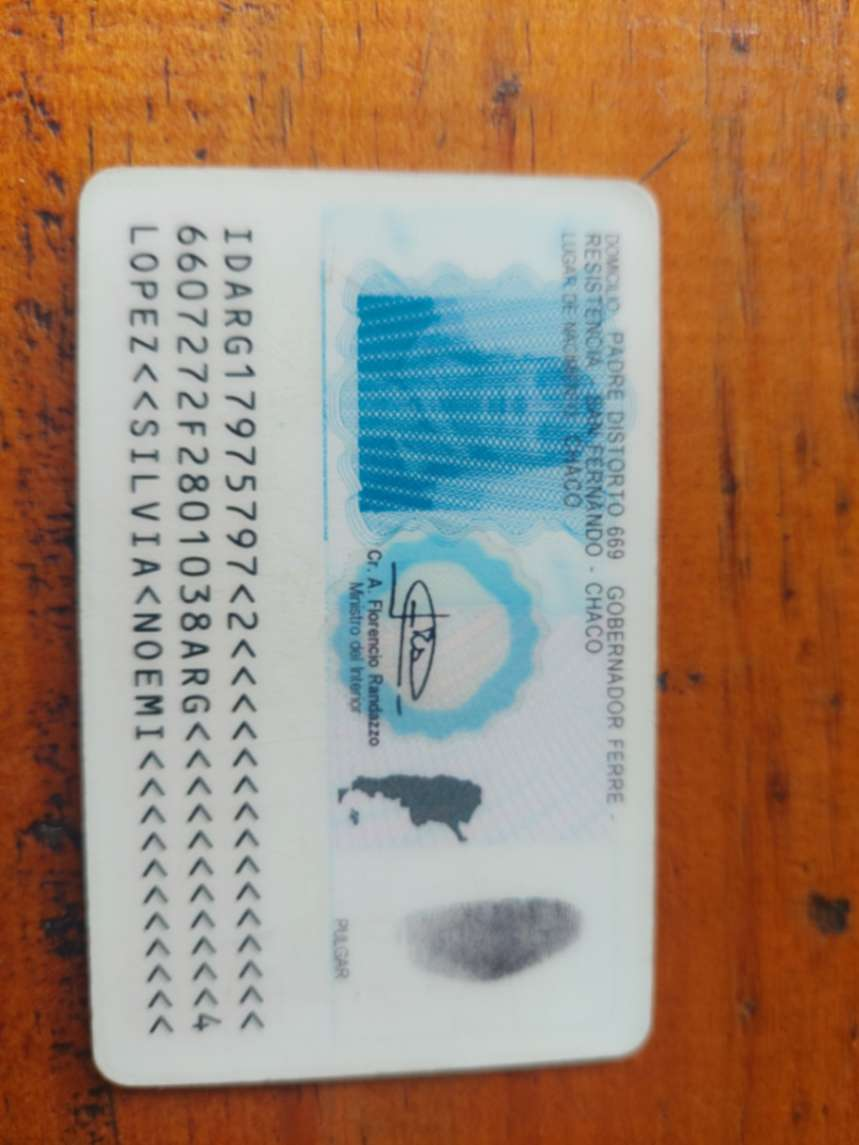 DOMICILIO: PADRE DISTORTO 669 GOBERNADOR FERRE -
RESISTENCIA - SAN FERNANDO - CHACO
LUGAR DE NACIMIENTO: CHACO
Cr. A. Florencio Randazzo
Ministro del Interior
PULGAR
IDARG17975797<2<<<<<<<<<<<<<<<
6607272F2801038ARG<<<<<<<<<<<4
LOPEZ<<SILVIA<NOEMI<<<<<<<<<<<